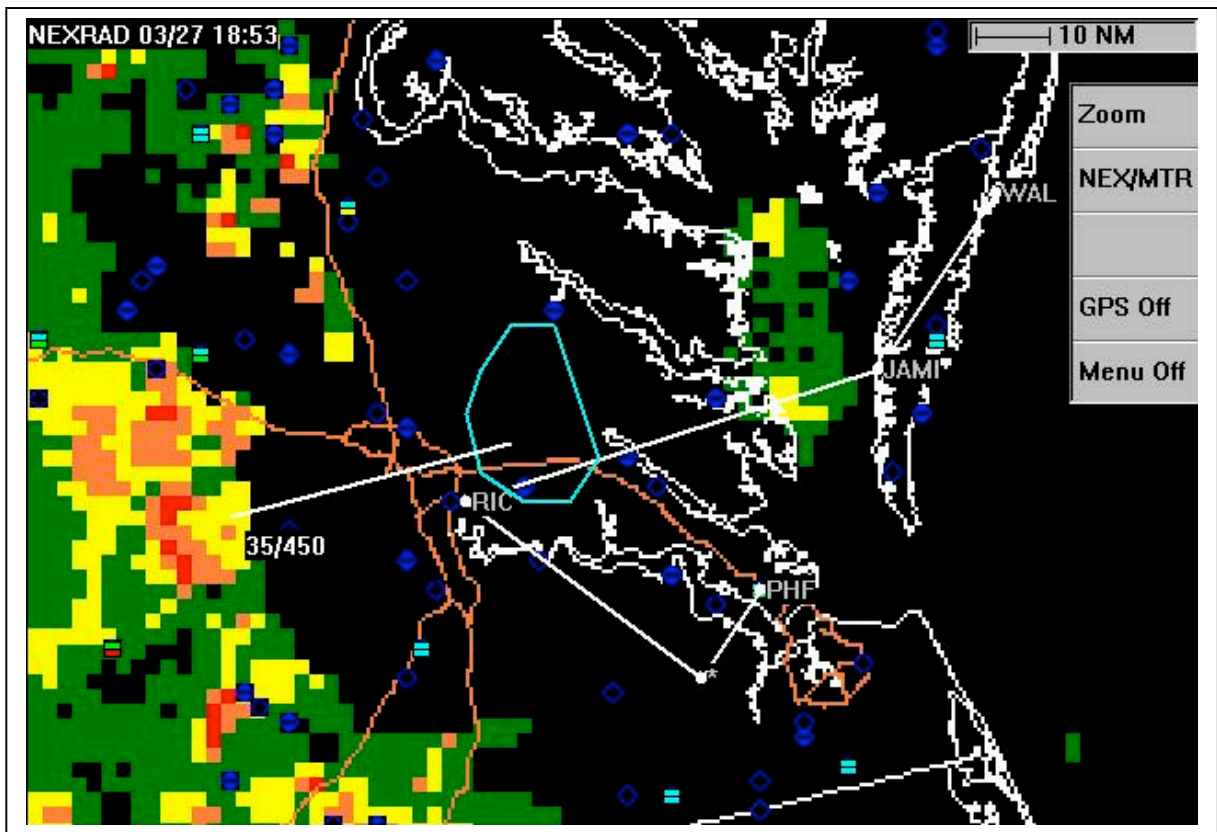 NEXRAD 03/27 18:53
10 NM
Zoom
NEX/MTR
WAL
GPS Off
JAMI
Menu Off
RIC
35/450
PHF
*